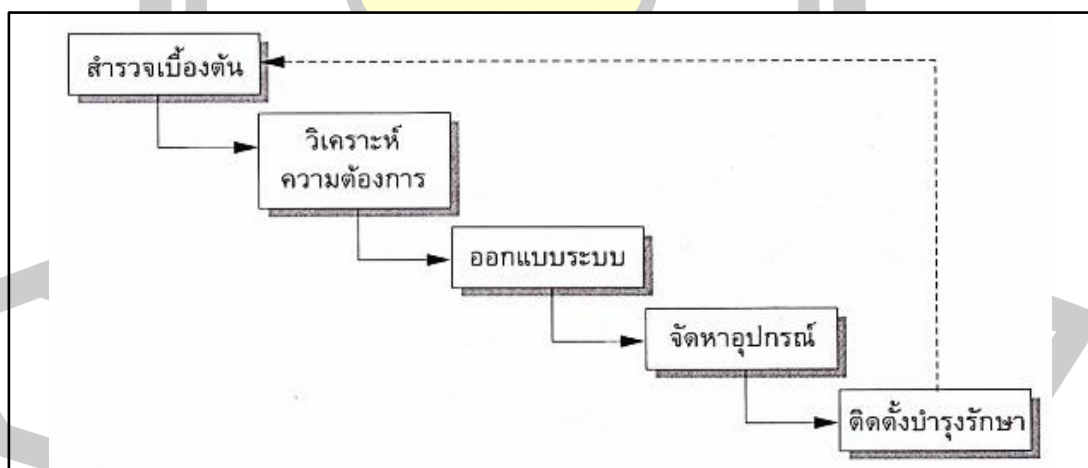 สำรวจเบื้องต้น
วิเคราะห์
ความต้องการ
ออกแบบระบบ
จัดหาอุปกรณ์
ติดตั้งบำรุงรักษา